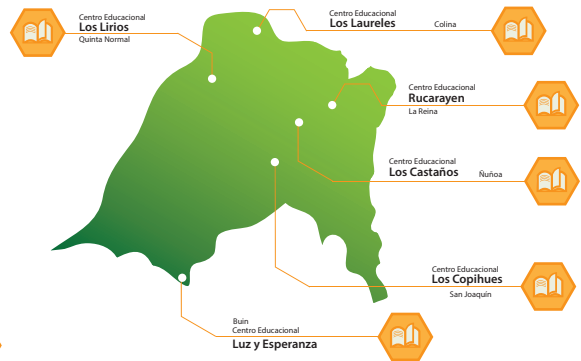 Centro Educacional
Los Lirios
Quinta Normal
Centro Educacional
Los Laureles
Colina
Centro Educacional
Rucarayen
La Reina
Centro Educacional
Los Castaños
Ñuñoa
Centro Educacional
Los Copihues
San Joaquín
Buin
Centro Educacional
Luz y Esperanza